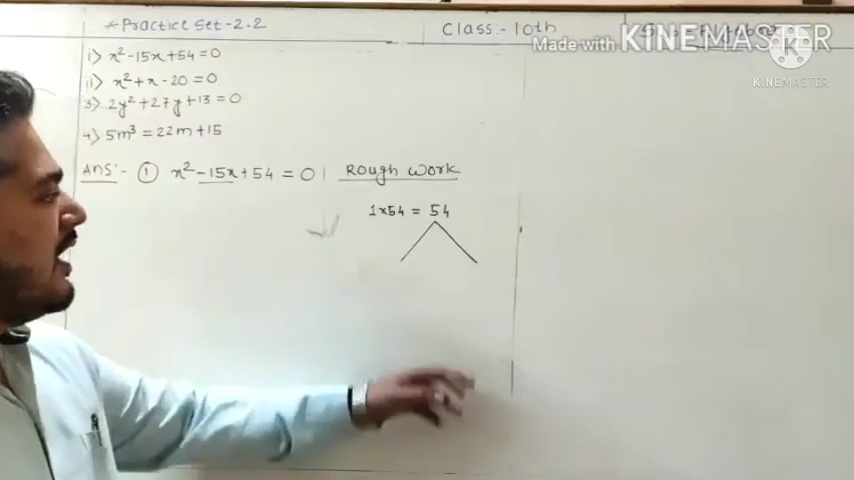 *Practice Set-2.2
Class:- 10th
Made with KINEMASTER
KINEMASTER
i> x²-15x+54=0
ii> x²+x-20=0
3> 2y²+27y+13=0
4> 5m³=22m+15
Ans:- ① x²-15x+54=0 | Rough work
1x54 = 54